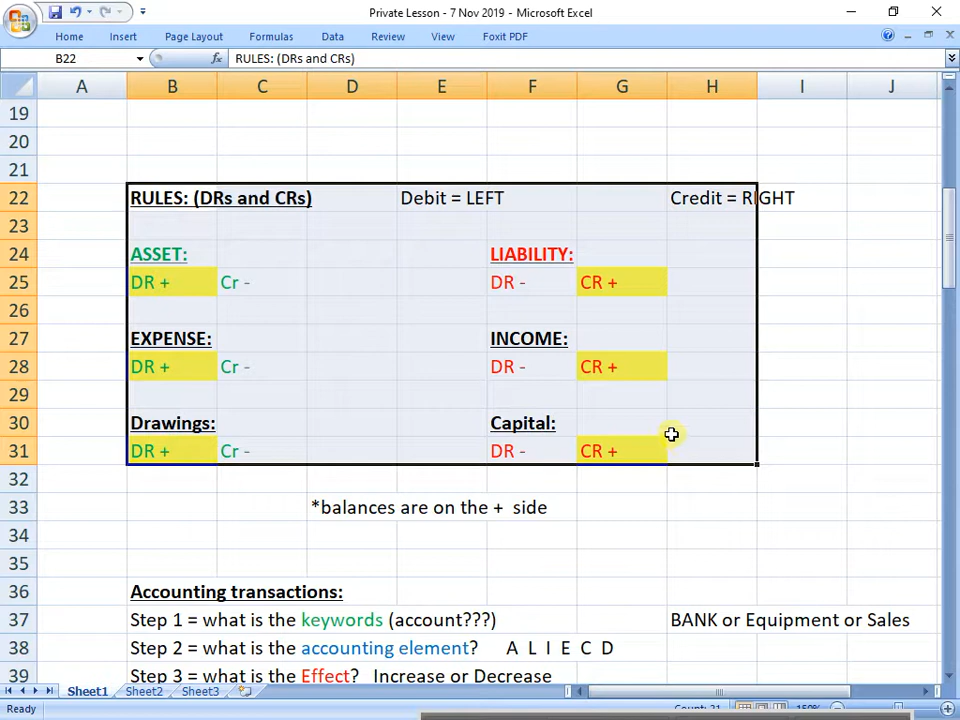 Private Lesson - 7 Nov 2019 - Microsoft Excel
Home Insert Page Layout Formulas Data Review View Foxit PDF
B22 fx RULES: (DRs and CRs)
A B C D E F G H I J
19
20
21
22 RULES: (DRs and CRs) Debit = LEFT Credit = RIGHT
23
24 ASSET: LIABILITY:
25 DR + Cr - DR - CR +
26
27 EXPENSE: INCOME:
28 DR + Cr - DR - CR +
29
30 Drawings: Capital:
31 DR + Cr - DR - CR +
32
33 *balances are on the + side
34
35
36 Accounting transactions:
37 Step 1 = what is the keywords (account???) BANK or Equipment or Sales
38 Step 2 = what is the accounting element? A L I E C D
39 Step 3 = what is the Effect? Increase or Decrease
Sheet1 Sheet2 Sheet3
Ready Count: 21 150%